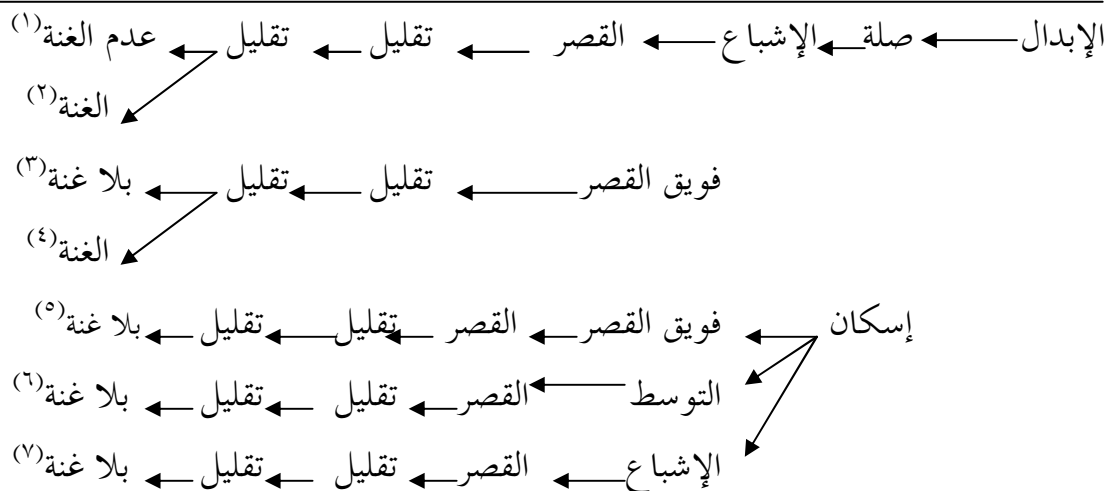 الإبدال صلة الإشباع القصر تقليل تقليل عدم الغنة(١)
الغنة(٢)
فويق القصر تقليل تقليل بلا غنة(٣)
الغنة(٤)
إسكان فويق القصر القصر تقليل تقليل بلا غنة(٥)
التوسط القصر تقليل تقليل بلا غنة(٦)
الإشباع القصر تقليل تقليل بلا غنة(٧)